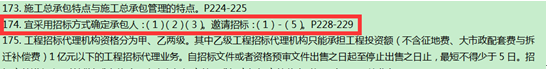 173. 施工总承包特点与施工总承包管理的特点。P224-225
174. 宜采用招标方式确定承包人：(1)(2)(3)。邀请招标：(1)-(5)。P228-229
175. 工程招标代理机构资格分为甲、乙两级。其中乙级工程招标代理机构只能承担工程投资额（不含征地费、大市政配套费与拆
迁补偿费）1 亿元以下的工程招标代理业务。自招标文件或者资格预审文件出售之日起至停止出售之日止，最短不得少于 5 日。招